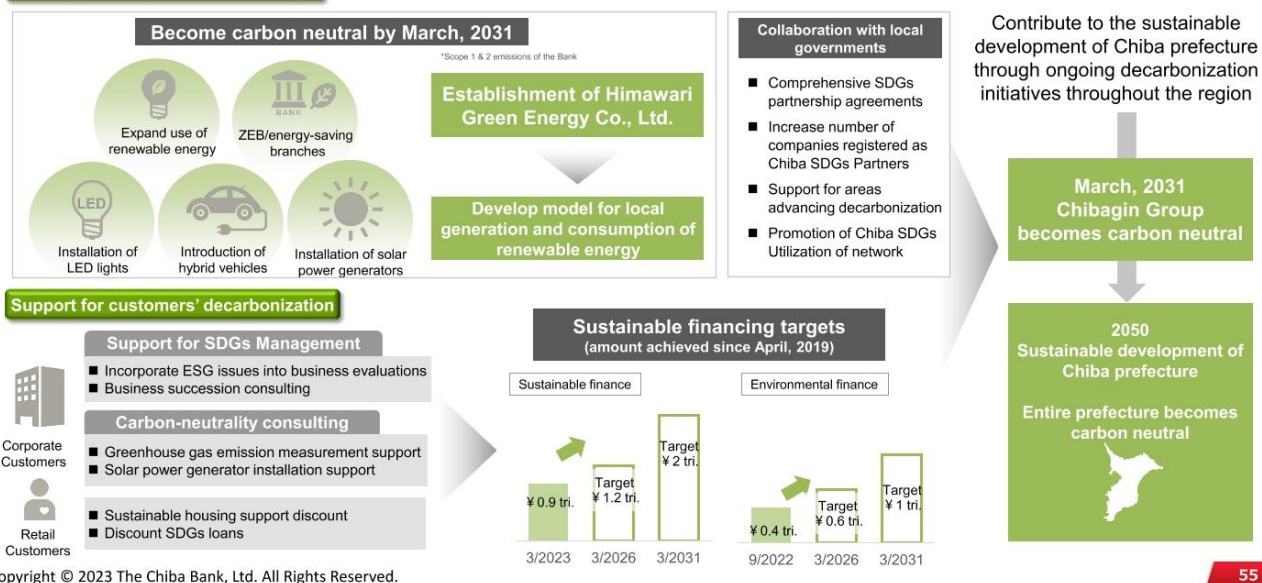 Become carbon neutral by March, 2031
*Scope 1 & 2 emissions of the Bank
Expand use of
renewable energy
BANK
ZEB/energy-saving
branches
LED
Installation of
LED lights
Introduction of
hybrid vehicles
Installation of solar
power generators
Establishment of Himawari
Green Energy Co., Ltd.
Develop model for local
generation and consumption of
renewable energy
Collaboration with local
governments
■ Comprehensive SDGs
partnership agreements
■ Increase number of
companies registered as
Chiba SDGs Partners
■ Support for areas
advancing decarbonization
■ Promotion of Chiba SDGs
Utilization of network
Contribute to the sustainable
development of Chiba prefecture
through ongoing decarbonization
initiatives throughout the region
March, 2031
Chibagin Group
becomes carbon neutral
2050
Sustainable development of
Chiba prefecture
Entire prefecture becomes
carbon neutral
Support for customers' decarbonization
Corporate
Customers
Support for SDGs Management
■ Incorporate ESG issues into business evaluations
■ Business succession consulting
Carbon-neutrality consulting
■ Greenhouse gas emission measurement support
■ Solar power generator installation support
Retail
Customers
■ Sustainable housing support discount
■ Discount SDGs loans
Sustainable financing targets
(amount achieved since April, 2019)
Sustainable finance
¥ 0.9 tri.
Target
¥ 1.2 tri.
Target
¥ 2 tri.
3/2023 3/2026 3/2031
Environmental finance
¥ 0.4 tri.
Target
¥ 0.6 tri.
Target
¥ 1 tri.
9/2022 3/2026 3/2031
opyright © 2023 The Chiba Bank, Ltd. All Rights Reserved.
55